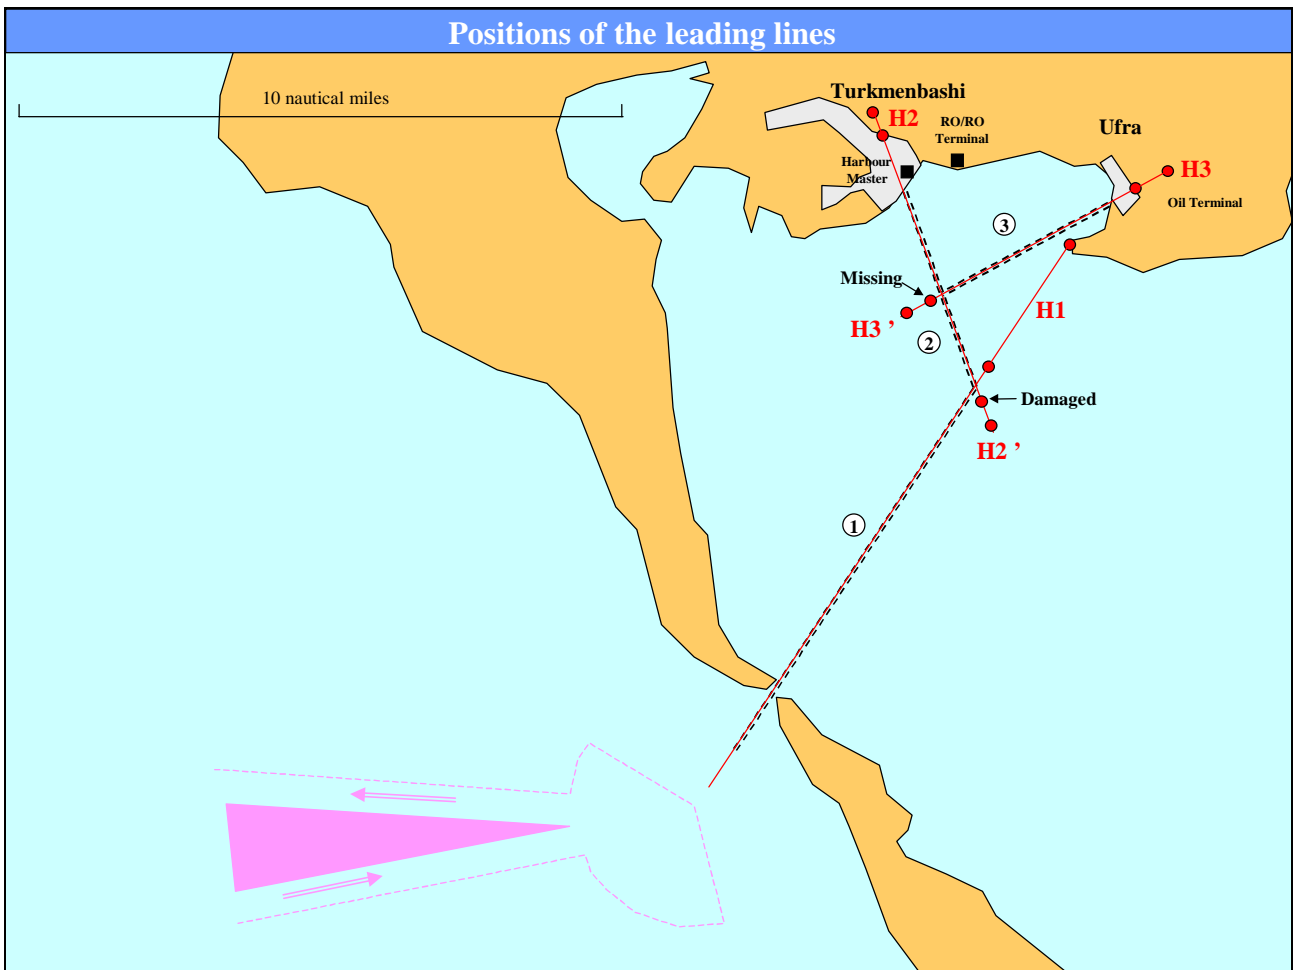 Positions of the leading lines
10 nautical miles
Turkmenbashi
H2
RO/RO
Terminal
Ufra
Harbour
Master
H3
Oil Terminal
3
Missing
H3 ’
H1
2
Damaged
H2 ’
1